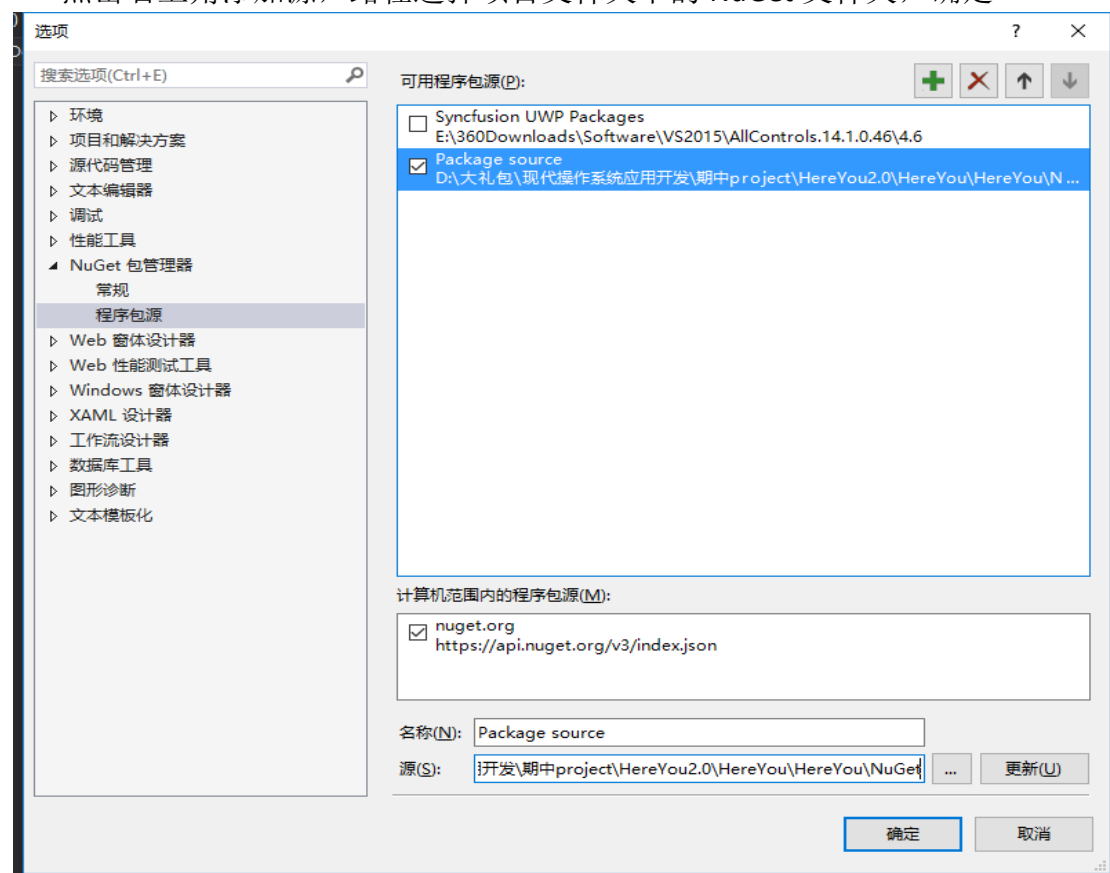 选项
?
搜索选项(Ctrl+E)
环境
项目和解决方案
源代码管理
文本编辑器
调试
性能工具
NuGet 包管理器
常规
程序包源
Web 窗体设计器
Web 性能测试工具
Windows 窗体设计器
XAML 设计器
工作流设计器
数据库工具
图形诊断
文本模板化
可用程序包源(P):
Syncfusion UWP Packages
E:\360Downloads\Software\VS2015\AllControls.14.1.0.46\4.6
Package source
D:\大礼包\现代操作系统应用开发\期中project\HereYou2.0\HereYou\HereYou\N ...
计算机范围内的程序包源(M):
nuget.org
https://api.nuget.org/v3/index.json
名称(N): Package source
源(S): 开发\期中project\HereYou2.0\HereYou\HereYou\NuGet ... 更新(U)
确定 取消